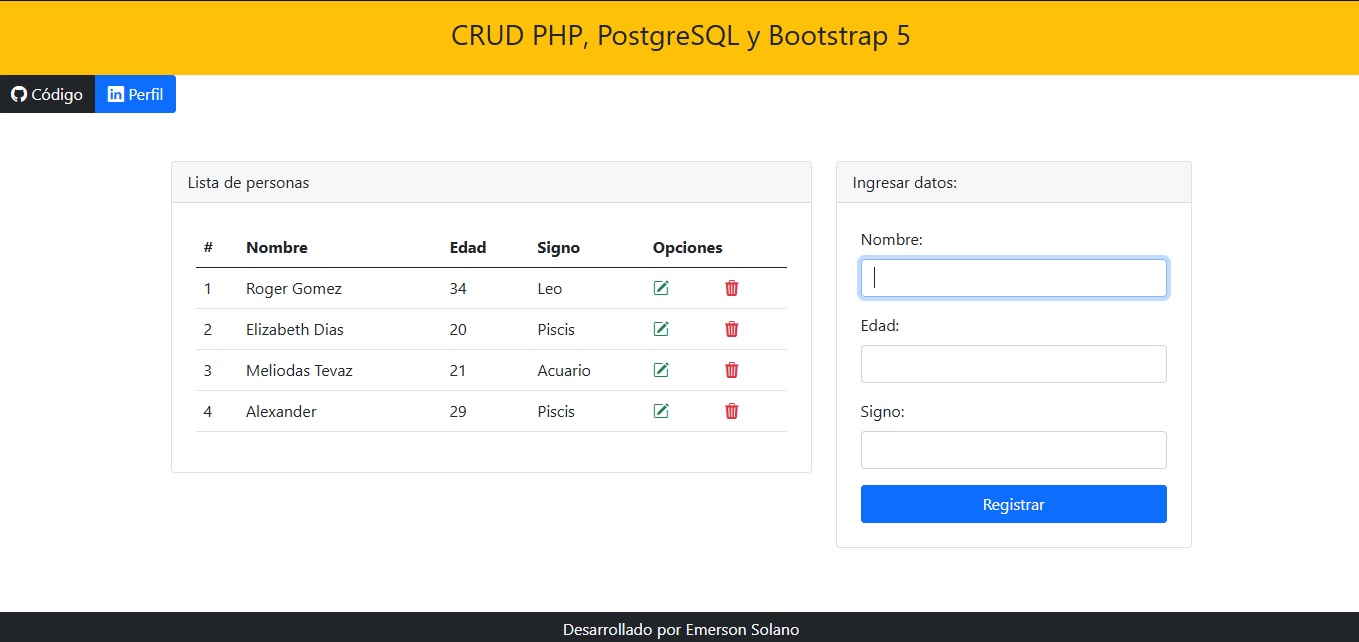 CRUD PHP, PostgreSQL y Bootstrap 5
Código
in Perfil
Lista de personas
# Nombre Edad Signo Opciones
1 Roger Gomez 34 Leo
2 Elizabeth Dias 20 Piscis
3 Meliodas Tevaz 21 Acuario
4 Alexander 29 Piscis
Ingresar datos:
Nombre:
Edad:
Signo:
Registrar
Desarrollado por Emerson Solano